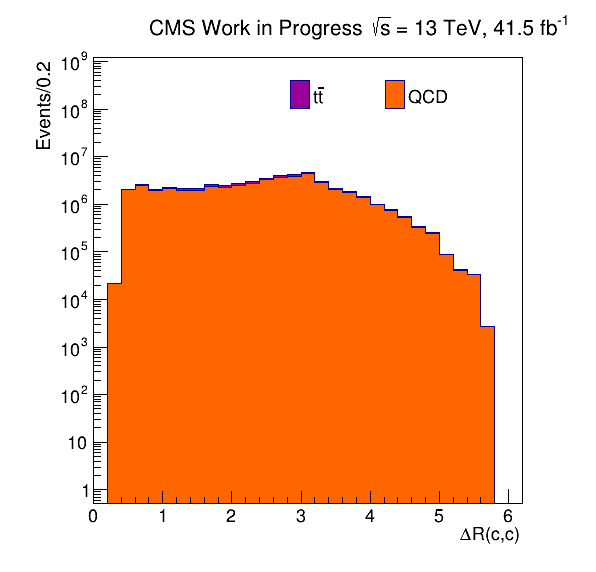 CMS Work in Progress √s = 13 TeV, 41.5 fb⁻¹
Events/0.2
10⁹
10⁸
10⁷
10⁶
10⁵
10⁴
10³
10²
10
1
tt̄
QCD
0 1 2 3 4 5 6
ΔR(c,c)